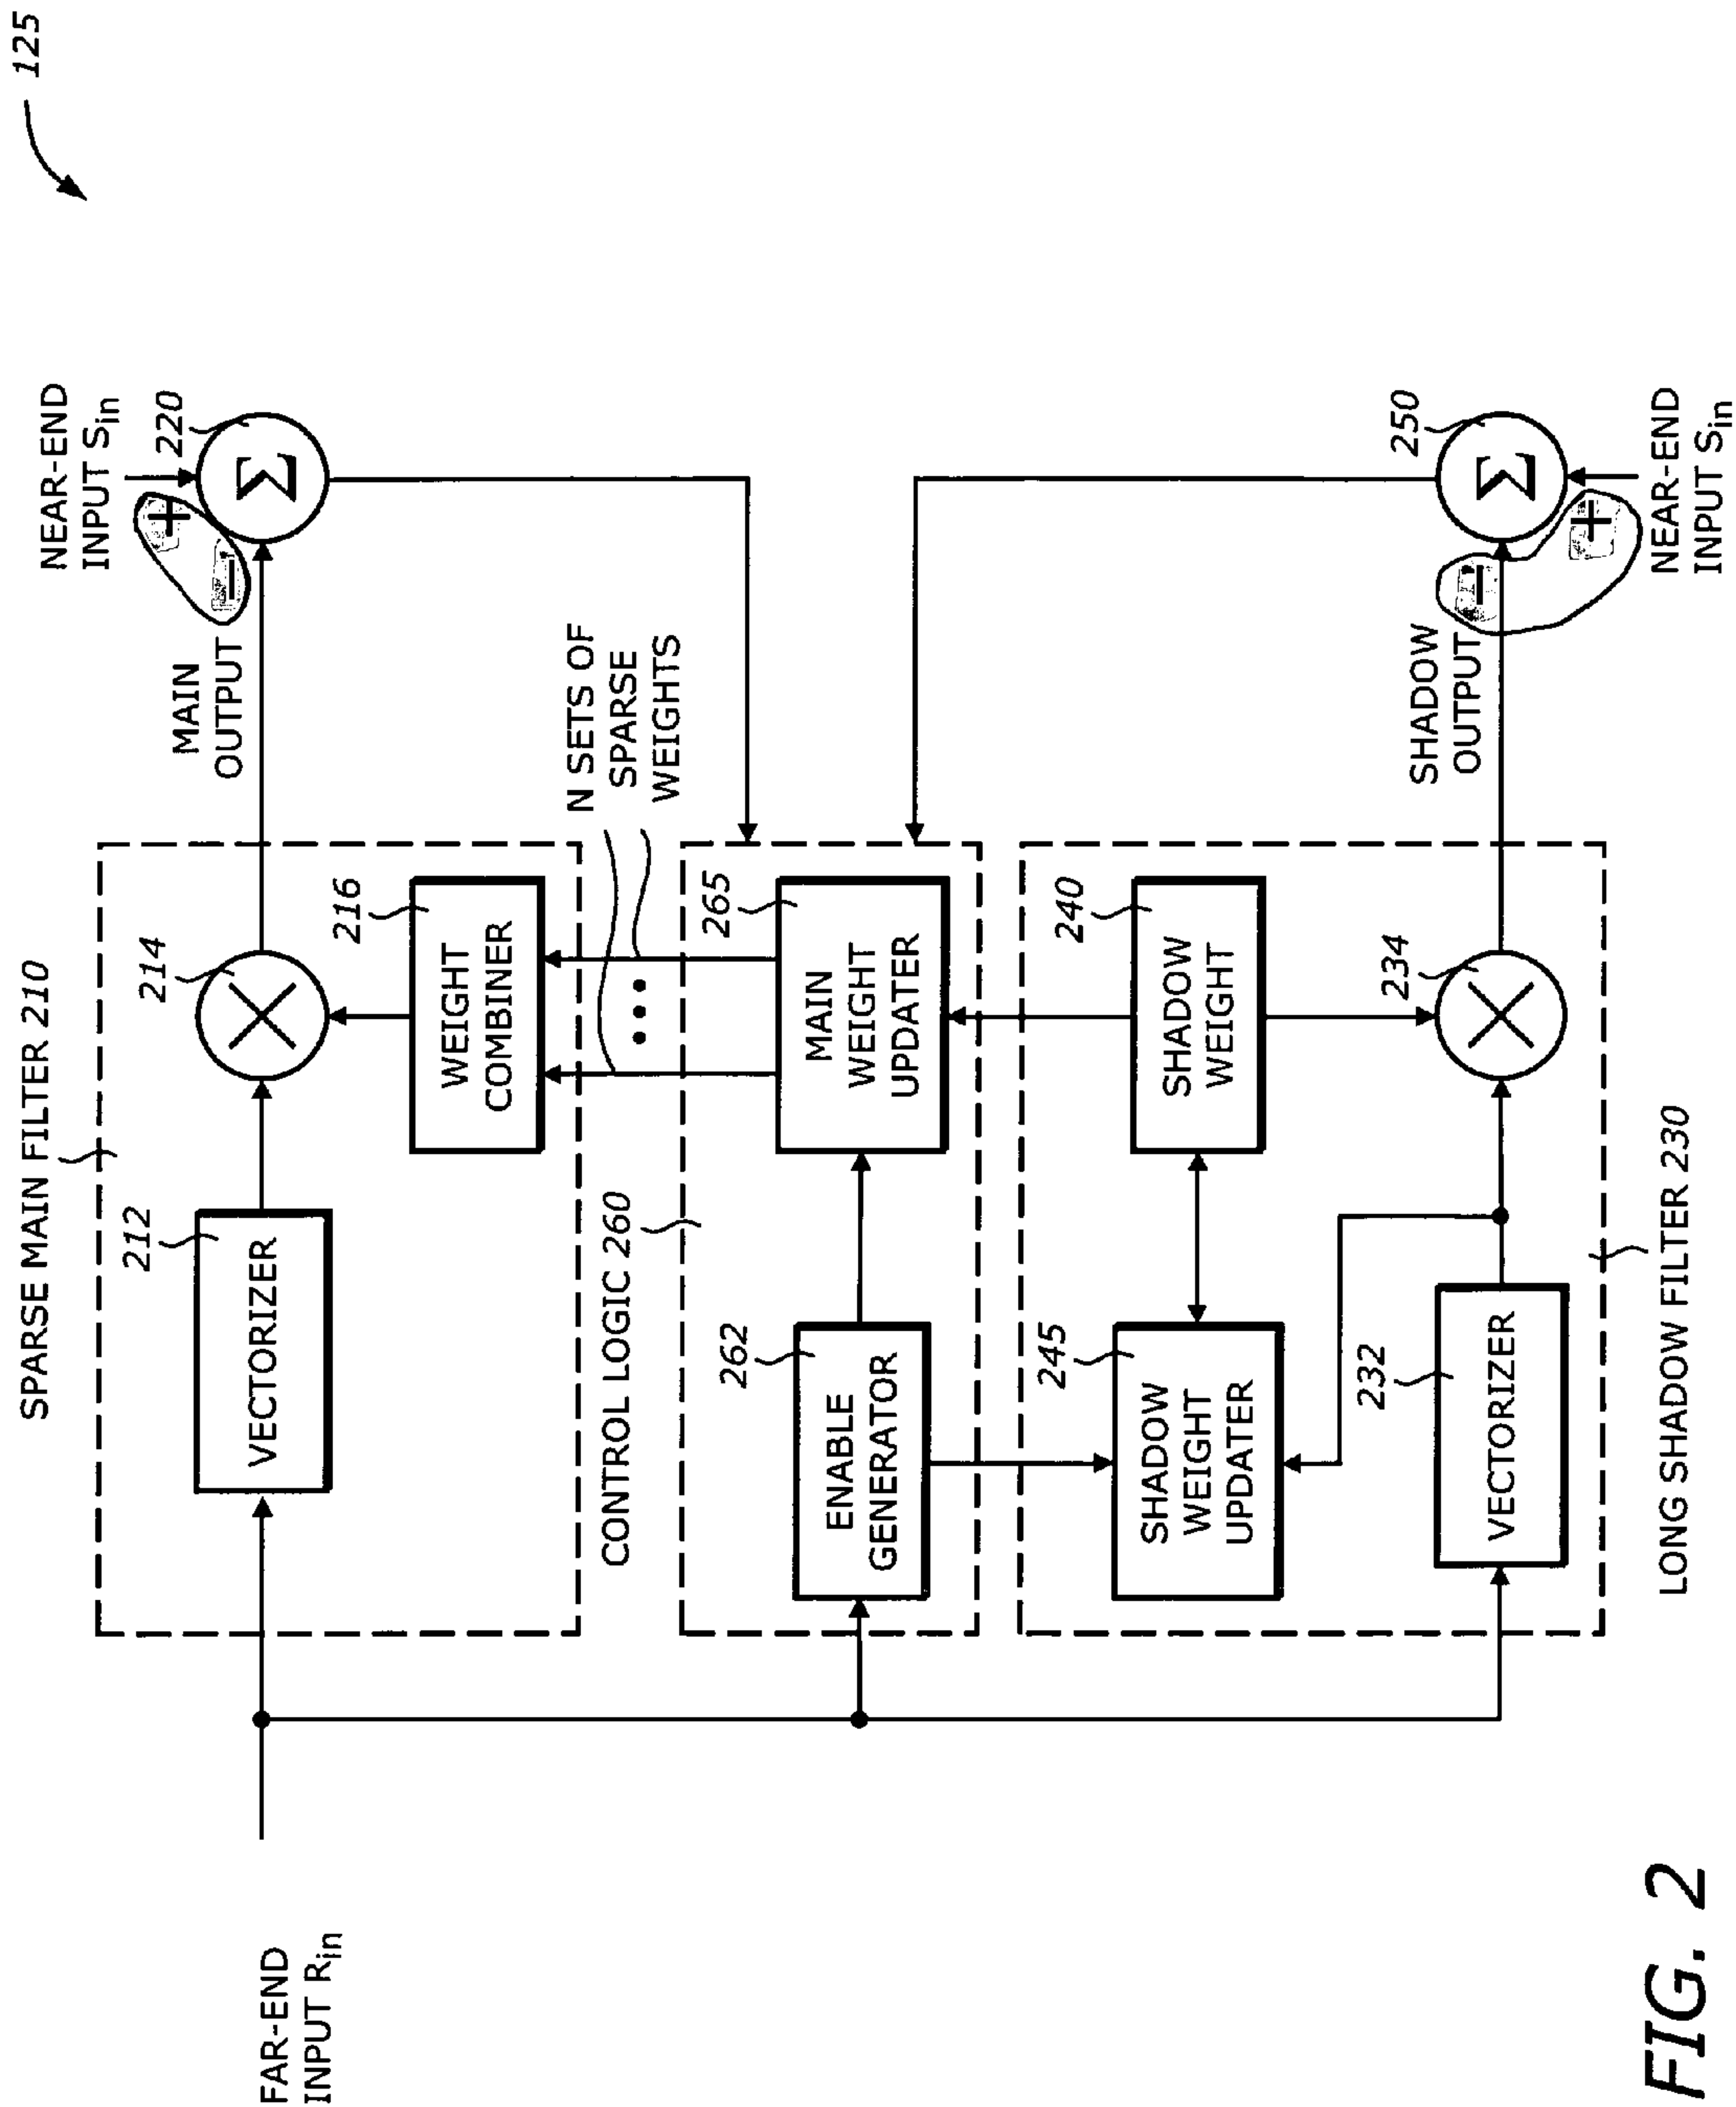 125
NEAR-END
INPUT Sin
220
Σ
+
−
MAIN
OUTPUT
SPARSE MAIN FILTER 210
212
VECTORIZER
214
216
WEIGHT
COMBINER
N SETS OF
SPARSE
WEIGHTS
CONTROL LOGIC 260
262
ENABLE
GENERATOR
265
MAIN
WEIGHT
UPDATER
FAR-END
INPUT Rin
245
SHADOW
WEIGHT
UPDATER
240
SHADOW
WEIGHT
232
VECTORIZER
234
SHADOW
OUTPUT
250
Σ
−
+
NEAR-END
INPUT Sin
LONG SHADOW FILTER 230
FIG. 2